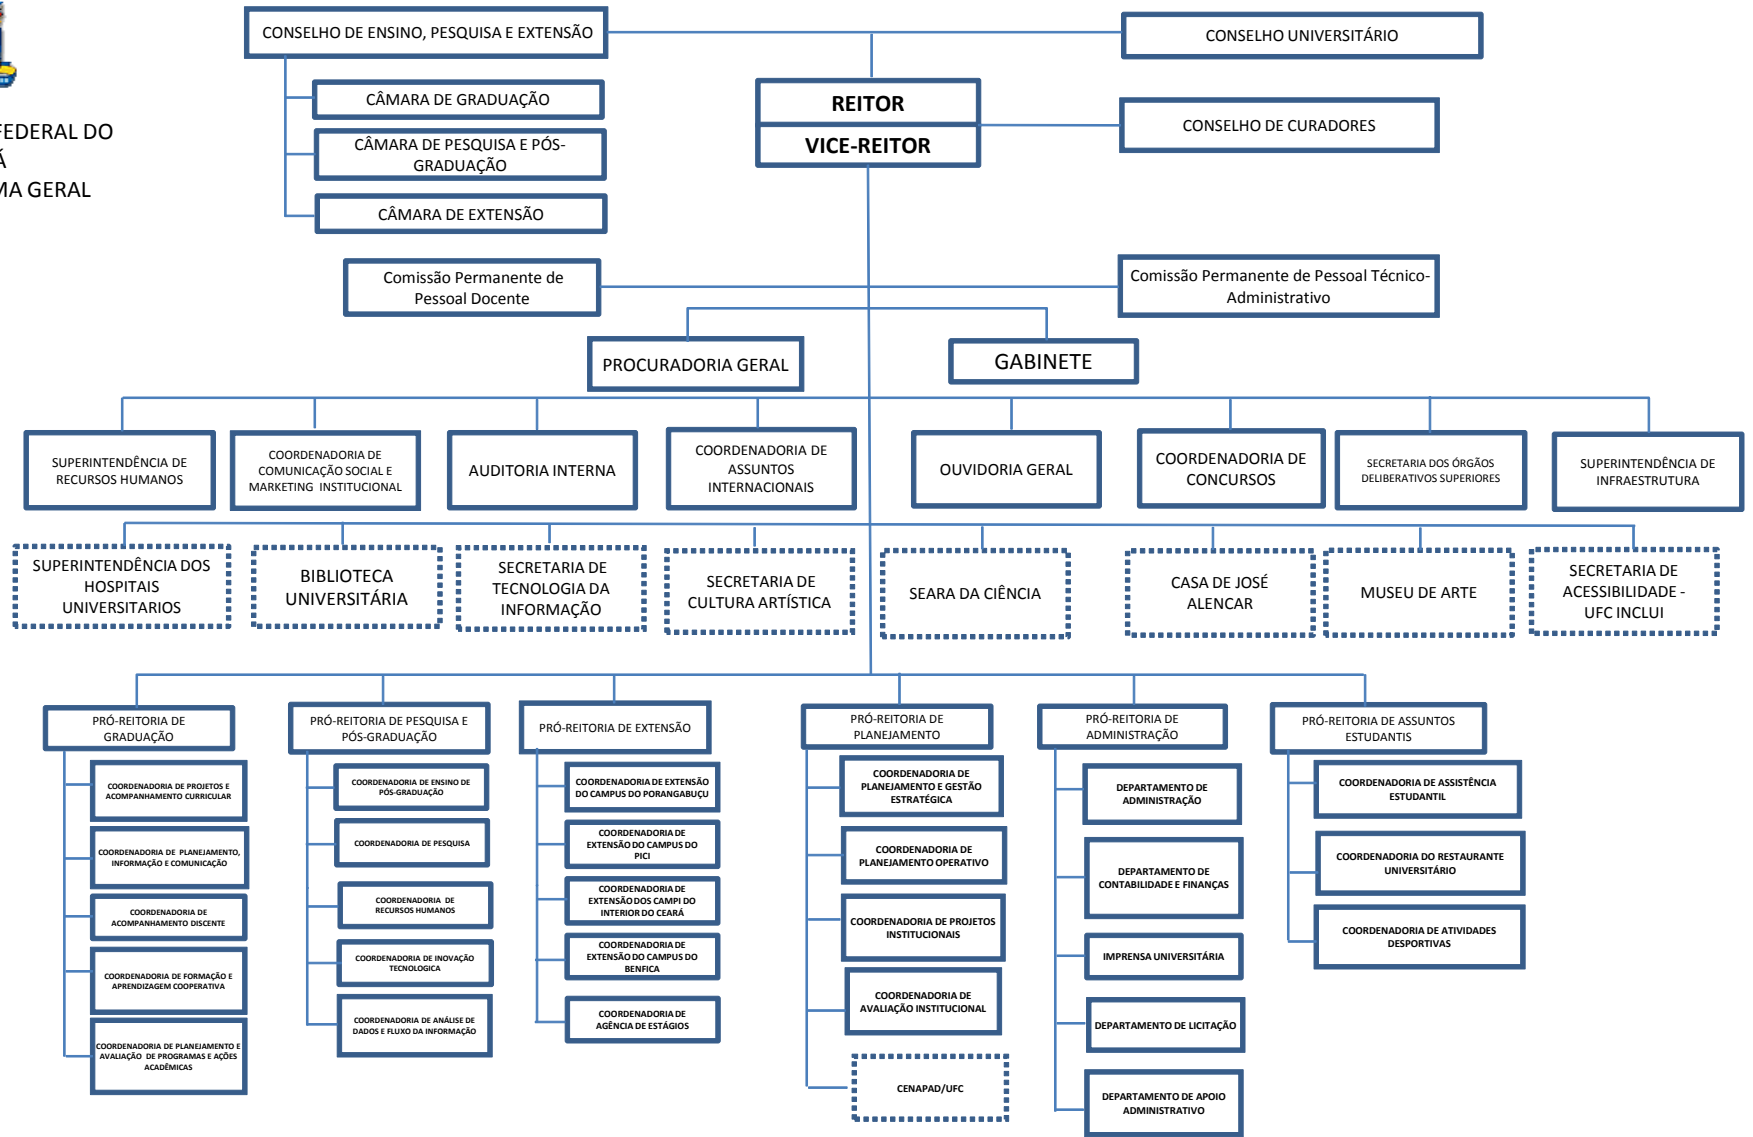 CONSELHO DE ENSINO, PESQUISA E EXTENSÃO
CONSELHO UNIVERSITÁRIO
CÂMARA DE GRADUAÇÃO
CÂMARA DE PESQUISA E PÓS-
GRADUAÇÃO
CÂMARA DE EXTENSÃO
REITOR
VICE-REITOR
CONSELHO DE CURADORES
FEDERAL DO
Á
MA GERAL
Comissão Permanente de
Pessoal Docente
Comissão Permanente de Pessoal Técnico-
Administrativo
PROCURADORIA GERAL
GABINETE
SUPERINTENDÊNCIA DE
RECURSOS HUMANOS
COORDENADORIA DE
COMUNICAÇÃO SOCIAL E
MARKETING INSTITUCIONAL
AUDITORIA INTERNA
COORDENADORIA DE
ASSUNTOS
INTERNACIONAIS
OUVIDORIA GERAL
COORDENADORIA DE
CONCURSOS
SECRETARIA DOS ÓRGÃOS
DELIBERATIVOS SUPERIORES
SUPERINTENDÊNCIA DE
INFRAESTRUTURA
SUPERINTENDÊNCIA DOS
HOSPITAIS
UNIVERSITARIOS
BIBLIOTECA
UNIVERSITÁRIA
SECRETARIA DE
TECNOLOGIA DA
INFORMAÇÃO
SECRETARIA DE
CULTURA ARTÍSTICA
SEARA DA CIÊNCIA
CASA DE JOSÉ
ALENCAR
MUSEU DE ARTE
SECRETARIA DE
ACESSIBILIDADE -
UFC INCLUI
PRÓ-REITORIA DE
GRADUAÇÃO
COORDENADORIA DE PROJETOS E
ACOMPANHAMENTO CURRICULAR
COORDENADORIA DE PLANEJAMENTO,
INFORMAÇÃO E COMUNICAÇÃO
COORDENADORIA DE
ACOMPANHAMENTO DISCENTE
COORDENADORIA DE FORMAÇÃO E
APRENDIZAGEM COOPERATIVA
COORDENADORIA DE PLANEJAMENTO E
AVALIAÇÃO DE PROGRAMAS E AÇÕES
ACADÊMICAS
PRÓ-REITORIA DE PESQUISA E
PÓS-GRADUAÇÃO
COORDENADORIA DE ENSINO DE
PÓS-GRADUAÇÃO
COORDENADORIA DE PESQUISA
COORDENADORIA DE
RECURSOS HUMANOS
COORDENADORIA DE INOVAÇÃO
TECNOLOGICA
COORDENADORIA DE ANÁLISE DE
DADOS E FLUXO DA INFORMAÇÃO
PRÓ-REITORIA DE EXTENSÃO
COORDENADORIA DE EXTENSÃO
DO CAMPUS DO PORANGABUÇU
COORDENADORIA DE
EXTENSÃO DO CAMPUS DO
PICI
COORDENADORIA DE
EXTENSÃO DOS CAMPI DO
INTERIOR DO CEARÁ
COORDENADORIA DE
EXTENSÃO DO CAMPUS DO
BENFICA
COORDENADORIA DE
AGÊNCIA DE ESTÁGIOS
PRÓ-REITORIA DE
PLANEJAMENTO
COORDENADORIA DE
PLANEJAMENTO E GESTÃO
ESTRATÉGICA
COORDENADORIA DE
PLANEJAMENTO OPERATIVO
COORDENADORIA DE PROJETOS
INSTITUCIONAIS
COORDENADORIA DE
AVALIAÇÃO INSTITUCIONAL
CENAPAD/UFC
PRÓ-REITORIA DE
ADMINISTRAÇÃO
DEPARTAMENTO DE
ADMINISTRAÇÃO
DEPARTAMENTO DE
CONTABILIDADE E FINANÇAS
IMPRENSA UNIVERSITÁRIA
DEPARTAMENTO DE LICITAÇÃO
DEPARTAMENTO DE APOIO
ADMINISTRATIVO
PRÓ-REITORIA DE ASSUNTOS
ESTUDANTIS
COORDENADORIA DE ASSISTÊNCIA
ESTUDANTIL
COORDENADORIA DO RESTAURANTE
UNIVERSITÁRIO
COORDENADORIA DE ATIVIDADES
DESPORTIVAS